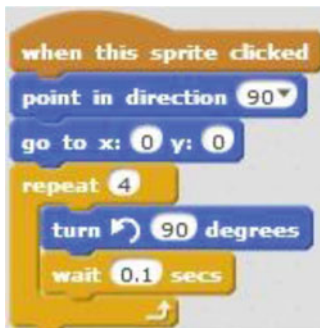 when this sprite clicked
point in direction 90
go to x: 0 y: 0
repeat 4
turn 90 degrees
wait 0.1 secs